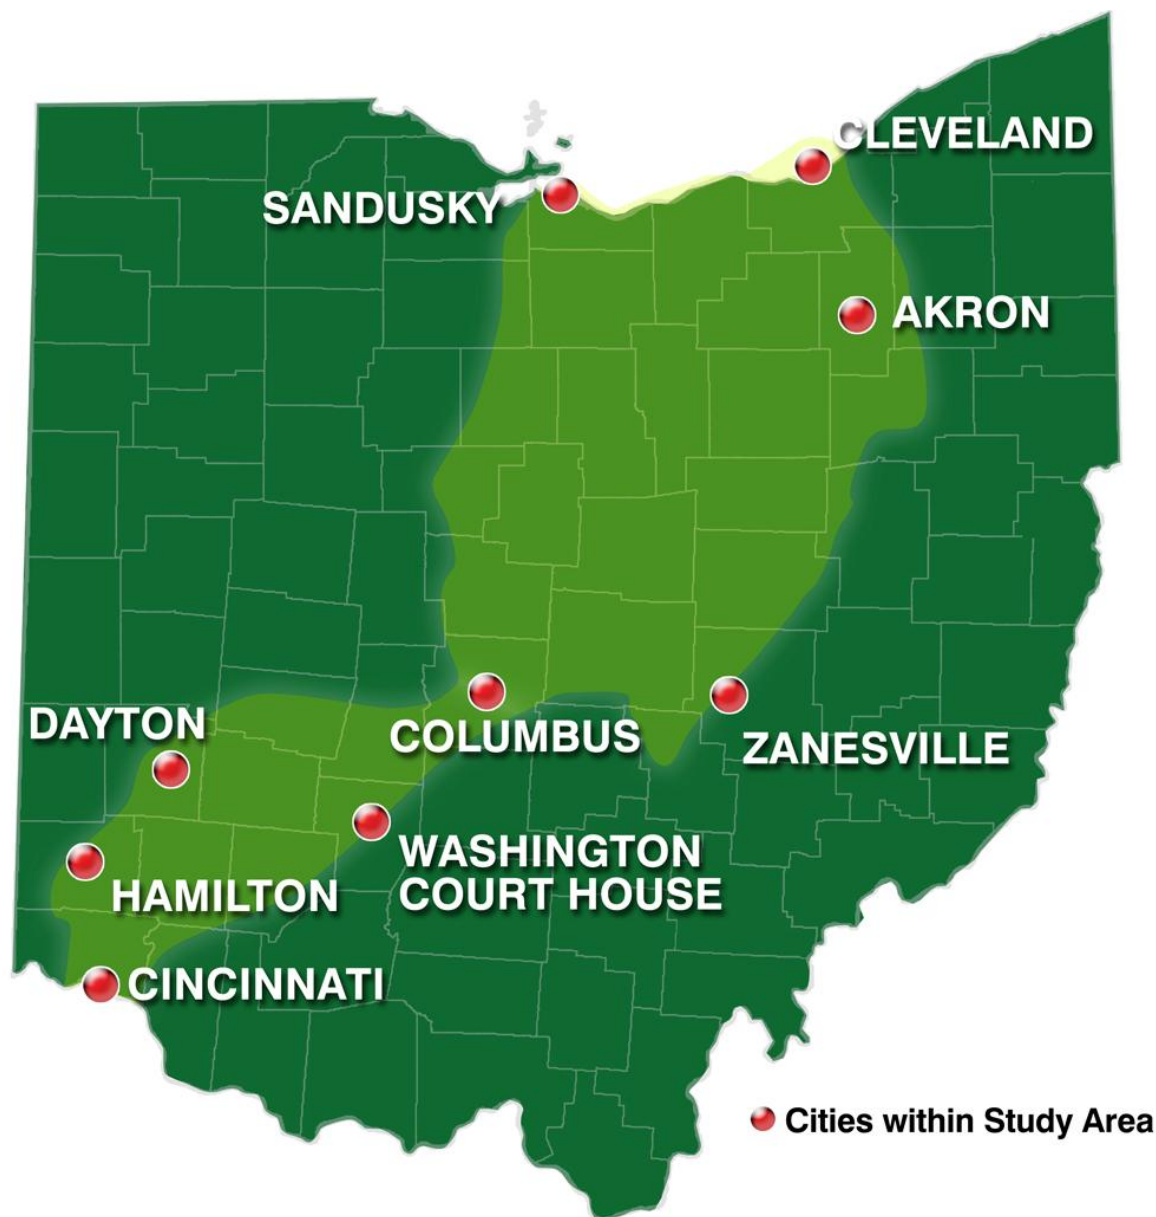 CLEVELAND
SANDUSKY
AKRON
DAYTON
COLUMBUS
ZANESVILLE
WASHINGTON
COURT HOUSE
HAMILTON
CINCINNATI
Cities within Study Area